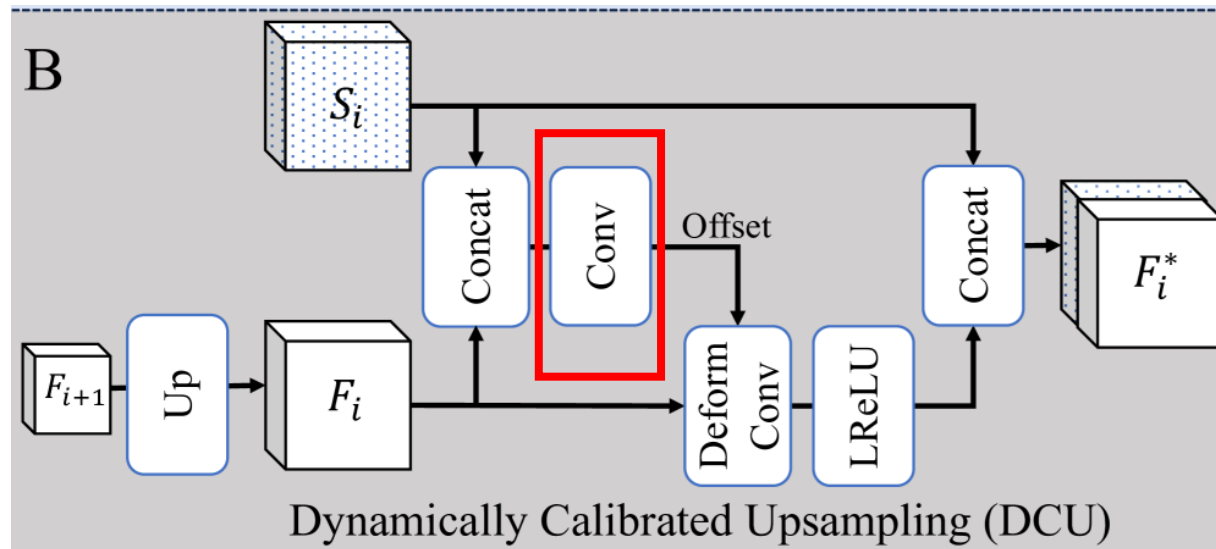 B
S_i
Concat
Conv
Offset
Concat
F_i^*
F_{i+1}
Up
F_i
Deform
Conv
LReLU
Dynamically Calibrated Upsampling (DCU)